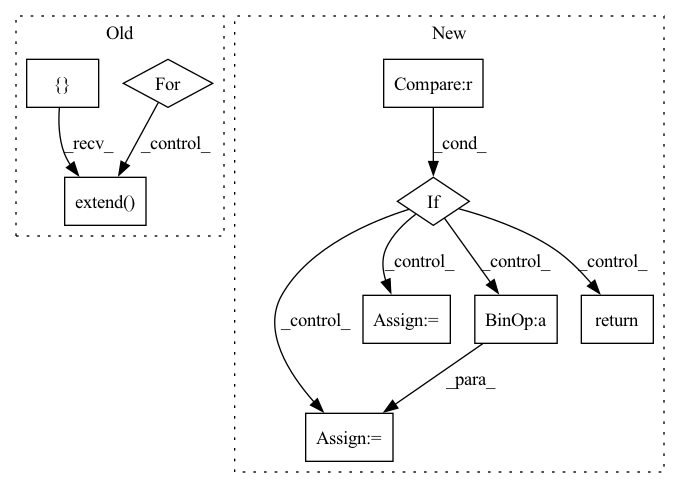 Old
New
{}
For
Compare:r
_recv_
_control_
_cond_
extend()
If
_control_
_control_
_control_
_control_
Assign:=
BinOp:a
return
_para_
Assign:=